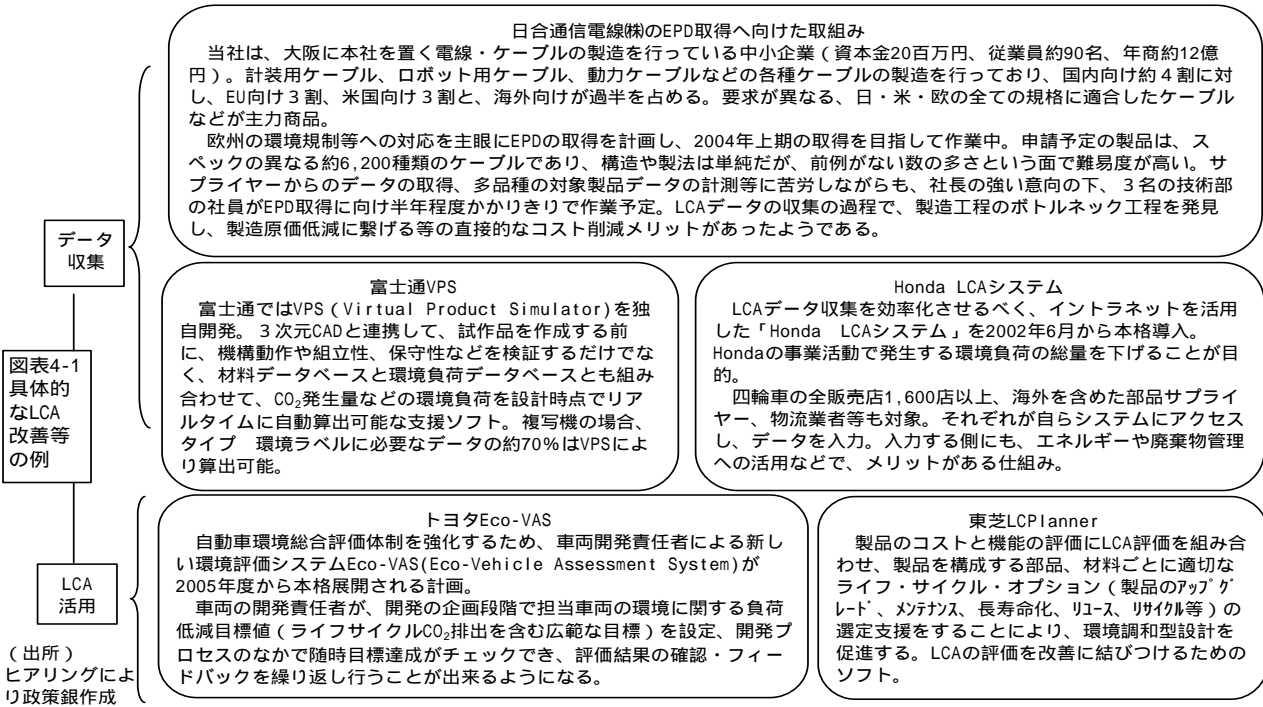 日合通信電線㈱のEPD取得へ向けた取組み
当社は、大阪に本社を置く電線・ケーブルの製造を行っている中小企業（資本金20百万円、従業員約90名、年商約12億
円）。計装用ケーブル、ロボット用ケーブル、動力ケーブルなどの各種ケーブルの製造を行っており、国内向け約４割に対
し、EU向け３割、米国向け３割と、海外向けが過半を占める。要求が異なる、日・米・欧の全ての規格に適合したケーブル
などが主力商品。
欧州の環境規制等への対応を主眼にEPDの取得を計画し、2004年上期の取得を目指して作業中。申請予定の製品は、ス
ペックの異なる約6,200種類のケーブルであり、構造や製法は単純だが、前例がない数の多さという面で難易度が高い。サ
プライヤーからのデータの取得、多品種の対象製品データの計測等に苦労しながらも、社長の強い意向の下、３名の技術部
の社員がEPD取得に向け半年程度かかりきりで作業予定。LCAデータの収集の過程で、製造工程のボトルネック工程を発見
し、製造原価低減に繋げる等の直接的なコスト削減メリットがあったようである。
データ
収集
富士通VPS
富士通ではVPS（Virtual Product Simulator)を独
自開発。３次元CADと連携して、試作品を作成する前
に、機構動作や組立性、保守性などを検証するだけでな
く、材料データベースと環境負荷データベースとも組み
合わせて、CO₂発生量などの環境負荷を設計時点でリア
ルタイムに自動算出可能な支援ソフト。複写機の場合、
タイプ　環境ラベルに必要なデータの約70％はVPSによ
り算出可能。
Honda LCAシステム
LCAデータ収集を効率化させるべく、イントラネットを活用
した「Honda　LCAシステム」を2002年6月から本格導入。
Hondaの事業活動で発生する環境負荷の総量を下げることが目
的。
四輪車の全販売店1,600店以上、海外を含めた部品サプライ
ヤー、物流業者等も対象。それぞれが自らシステムにアクセス
し、データを入力。入力する側にも、エネルギーや廃棄物管理
への活用などで、メリットがある仕組み。
図表4-1
具体的
なLCA
改善等
の例
トヨタEco-VAS
自動車環境総合評価体制を強化するため、車両開発責任者による新し
い環境評価システムEco-VAS(Eco-Vehicle Assessment System)が
2005年度から本格展開される計画。
車両の開発責任者が、開発の企画段階で担当車両の環境に関する負荷
低減目標値（ライフサイクルCO₂排出を含む広範な目標）を設定、開発プ
ロセスのなかで随時目標達成がチェックでき、評価結果の確認・フィー
ドバックを繰り返し行うことが出来るようになる。
東芝LCPlanner
製品のコストと機能の評価にLCA評価を組み合
わせ、製品を構成する部品、材料ごとに適切な
ライフ・サイクル・オプション（製品のｱｯﾌﾟｸﾞ
ﾚｰﾄﾞ、ﾒﾝﾃﾅﾝｽ、長寿命化、ﾘﾕｰｽ、ﾘｻｲｸﾙ等）の
選定支援をすることにより、環境調和型設計を
促進する。LCAの評価を改善に結びつけるための
ソフト。
LCA
活用
（出所）
ヒアリングによ
り政策銀作成